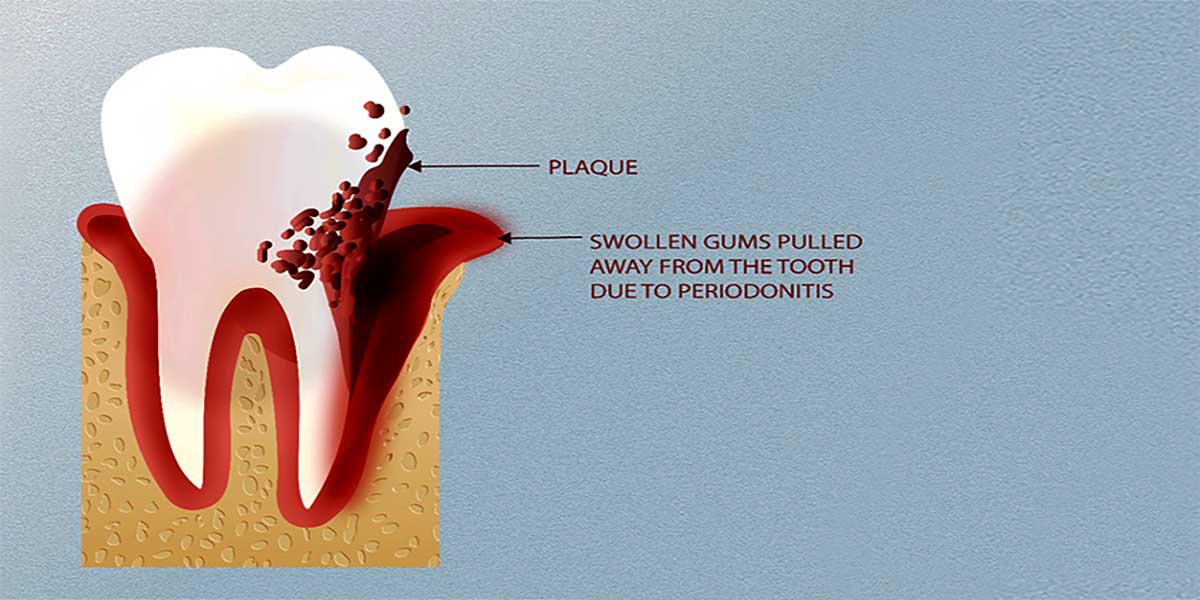 PLAQUE
SWOLLEN GUMS PULLED
AWAY FROM THE TOOTH
DUE TO PERIODONITIS